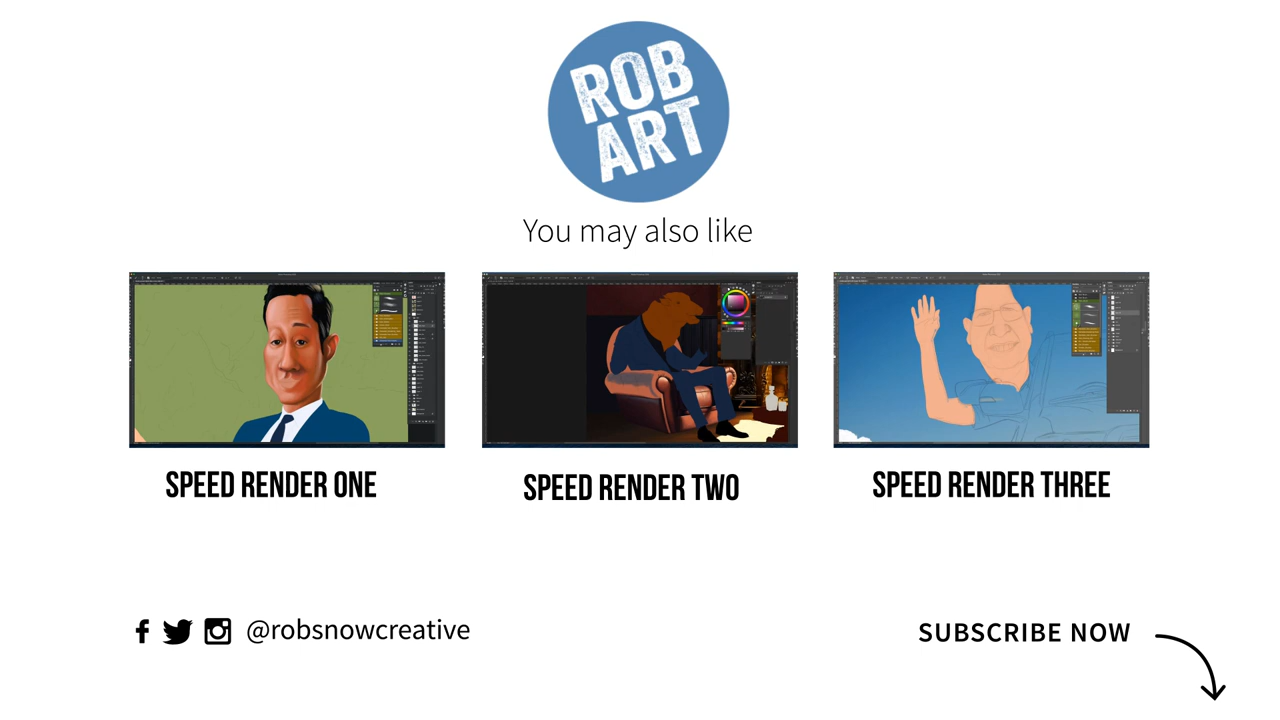 ROB
ART
You may also like
SPEED RENDER ONE
SPEED RENDER TWO
SPEED RENDER THREE
@robsnowcreative
SUBSCRIBE NOW